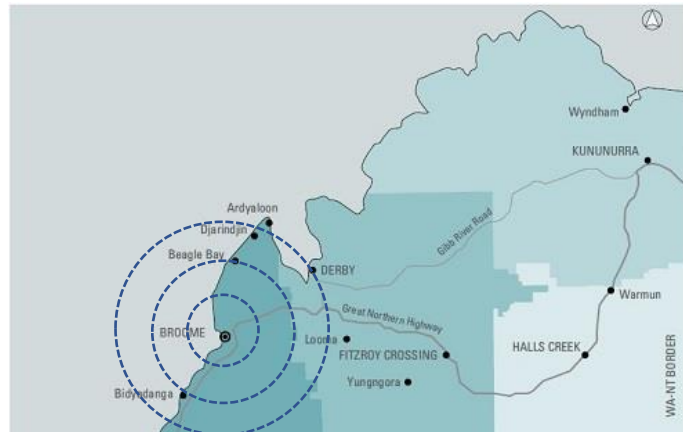 Wyndham
KUNUNURRA
Ardyaloon
Djarindjin
Gibb River Road
Beagle Bay
DERBY
Warmun
Great Northern Highway
BROOME
Looma
FITZROY CROSSING
HALLS CREEK
Yungngora
Bidyadanga
WA-NT BORDER